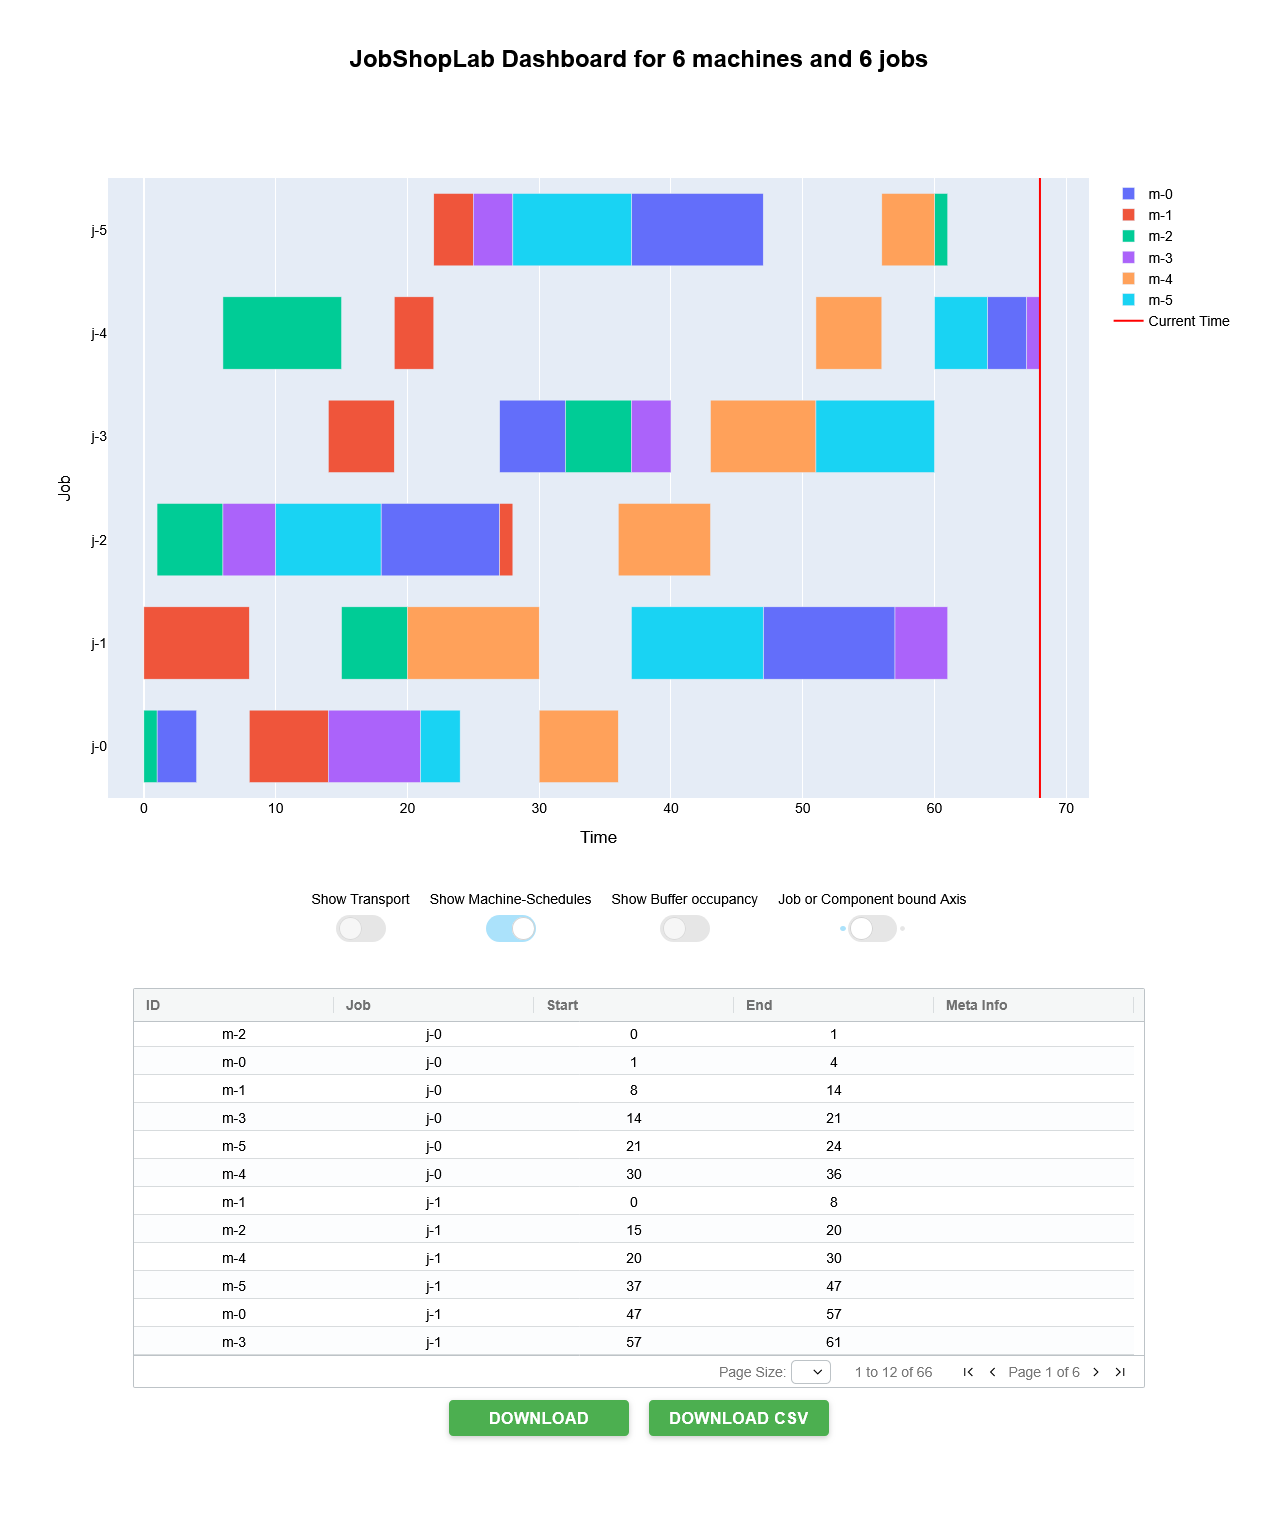 JobShopLab Dashboard for 6 machines and 6 jobs
m-0
m-1
m-2
m-3
m-4
m-5
Current Time
Job
j-5
j-4
j-3
j-2
j-1
j-0
0 10 20 30 40 50 60 70
Time
Show Transport Show Machine-Schedules Show Buffer occupancy Job or Component bound Axis
ID Job Start End Meta Info
m-2 j-0 0 1
m-0 j-0 1 4
m-1 j-0 8 14
m-3 j-0 14 21
m-5 j-0 21 24
m-4 j-0 30 36
m-1 j-1 0 8
m-2 j-1 15 20
m-4 j-1 20 30
m-5 j-1 37 47
m-0 j-1 47 57
m-3 j-1 57 61
Page Size: 1 to 12 of 66 Page 1 of 6
DOWNLOAD DOWNLOAD CSV